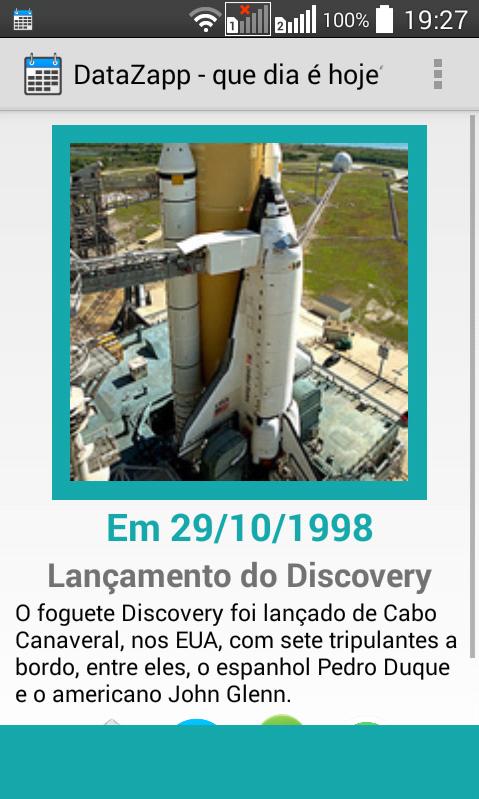 1 2 100% 19:27
DataZapp - que dia é hoje
Em 29/10/1998
Lançamento do Discovery
O foguete Discovery foi lançado de Cabo
Canaveral, nos EUA, com sete tripulantes a
bordo, entre eles, o espanhol Pedro Duque
e o americano John Glenn.